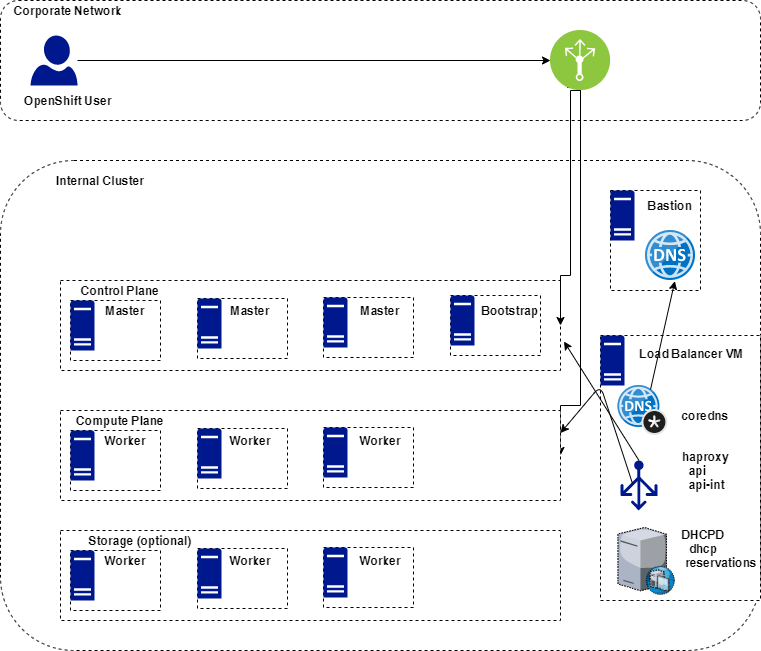 Corporate Network
OpenShift User
Internal Cluster
Bastion
DNS
Control Plane
Master
Master
Master
Bootstrap
Load Balancer VM
DNS
*
coredns
Compute Plane
Worker
Worker
Worker
haproxy
api
api-int
Storage (optional)
Worker
Worker
Worker
DHCPD
dhcp
reservations